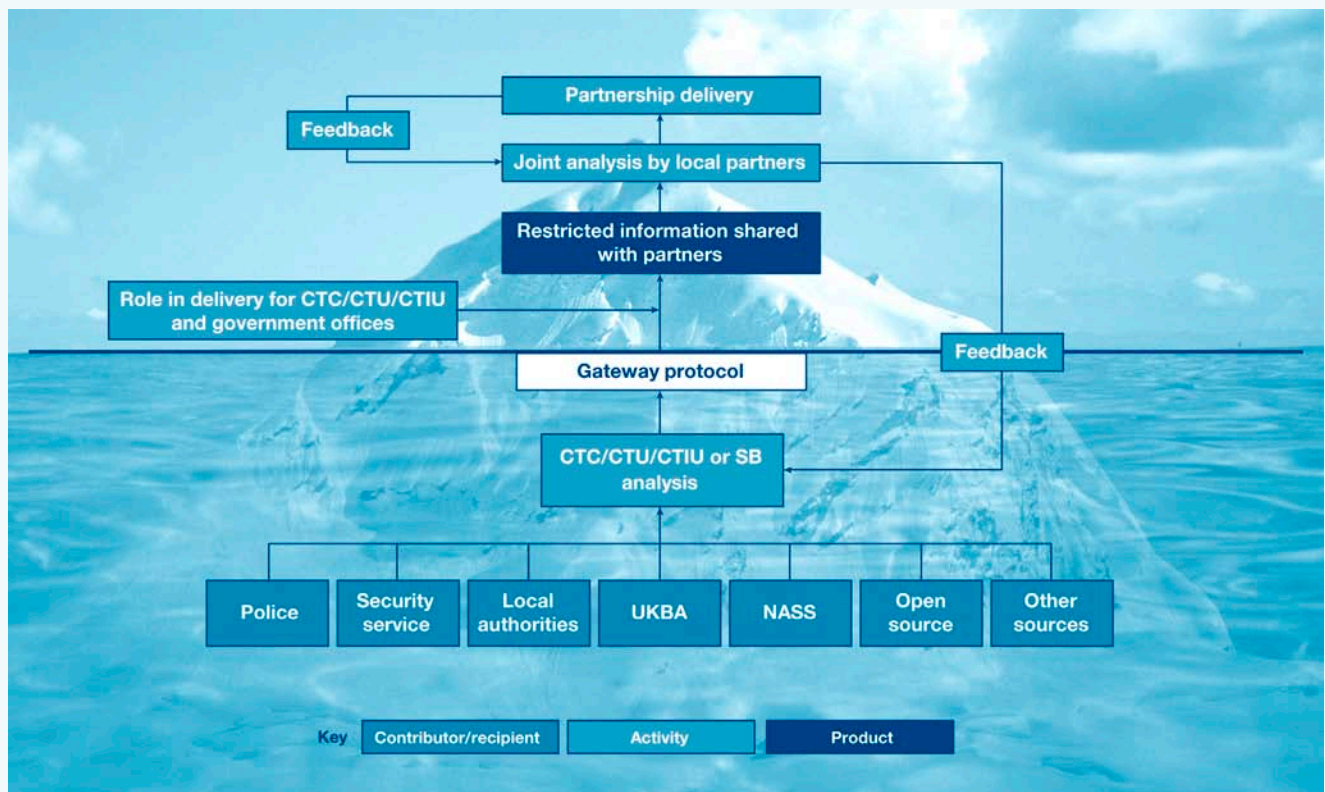 Partnership delivery
Feedback
Joint analysis by local partners
Restricted information shared
with partners
Role in delivery for CTC/CTU/CTIU
and government offices
Feedback
Gateway protocol
CTC/CTU/CTIU or SB
analysis
Police
Security
service
Local
authorities
UKBA
NASS
Open
source
Other
sources
Key
Contributor/recipient
Activity
Product